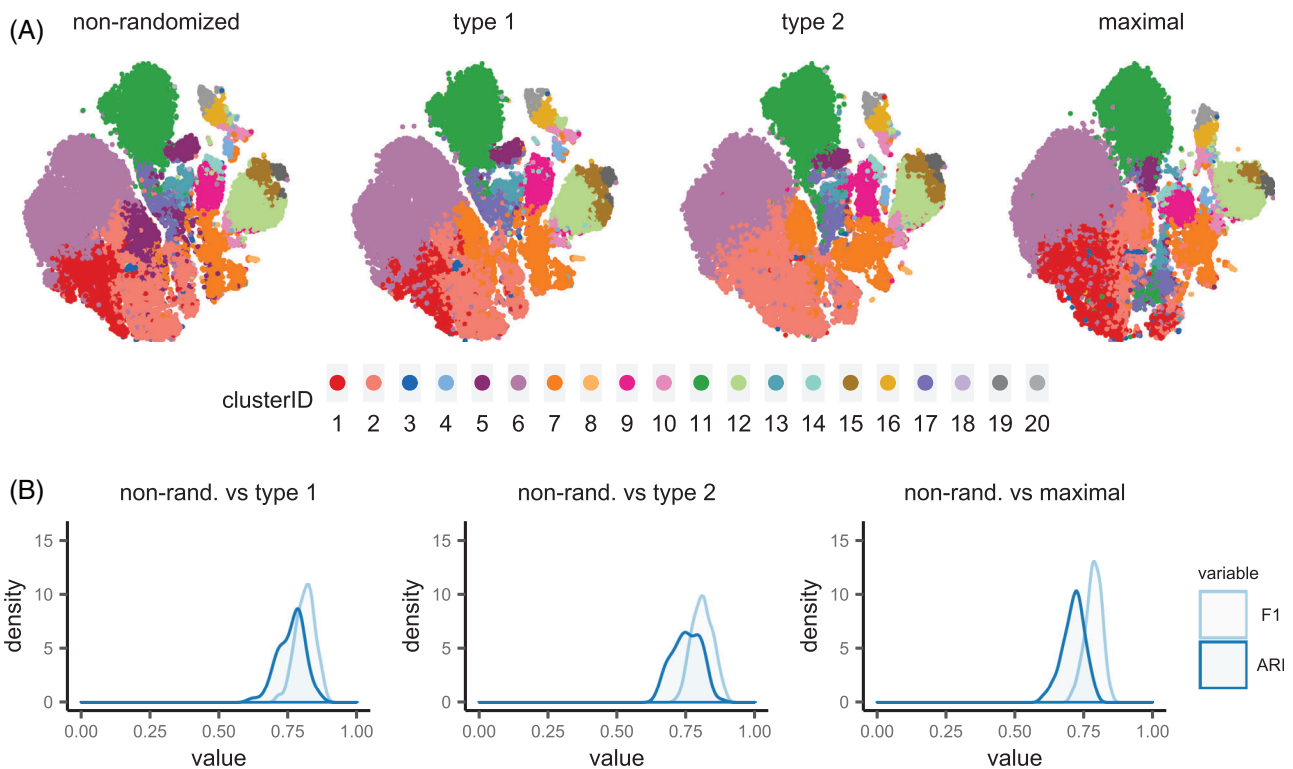 (A)
non-randomized type 1 type 2 maximal
clusterID
1 2 3 4 5 6 7 8 9 10 11 12 13 14 15 16 17 18 19 20
(B)
non-rand. vs type 1 non-rand. vs type 2 non-rand. vs maximal
density
15
10
5
0
0.00 0.25 0.50 0.75 1.00
value
density
15
10
5
0
0.00 0.25 0.50 0.75 1.00
value
density
15
10
5
0
0.00 0.25 0.50 0.75 1.00
value
variable
F1
ARI